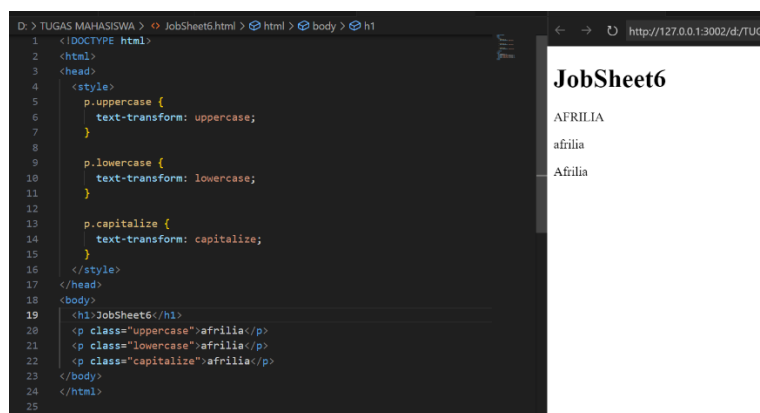 D: > TUGAS MAHASISWA > JobSheet6.html > html > body > h1
1 <!DOCTYPE html>
2 <html>
3 <head>
4 <style>
5 p.uppercase {
6 text-transform: uppercase;
7 }
8
9 p.lowercase {
10 text-transform: lowercase;
11 }
12
13 p.capitalize {
14 text-transform: capitalize;
15 }
16 </style>
17 </head>
18 <body>
19 <h1>JobSheet6</h1>
20 <p class="uppercase">afrilia</p>
21 <p class="lowercase">afrilia</p>
22 <p class="capitalize">afrilia</p>
23 </body>
24 </html>
25
http://127.0.0.1:3002/d:/TUG
JobSheet6
AFRILIA
afrilia
Afrilia